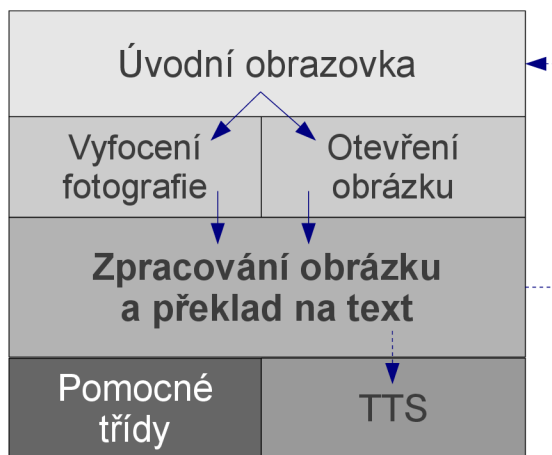 Úvodní obrazovka
Vyfocení
fotografie
Otevření
obrázku
Zpracování obrázku
a překlad na text
Pomocné
třídy
TTS